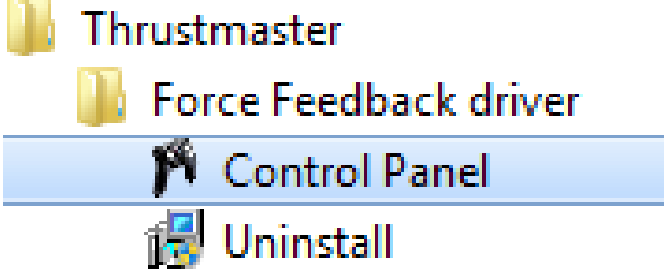 Thrustmaster
Force Feedback driver
Control Panel
Uninstall